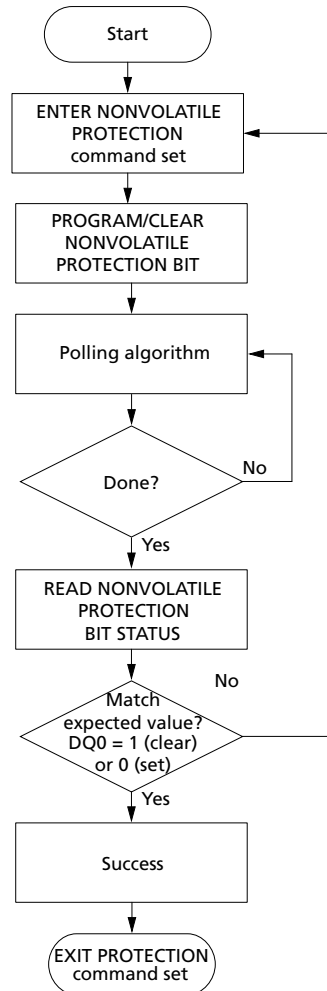 Start
ENTER NONVOLATILE
PROTECTION
command set
PROGRAM/CLEAR
NONVOLATILE
PROTECTION BIT
Polling algorithm
Done?
No
Yes
READ NONVOLATILE
PROTECTION
BIT STATUS
No
Match
expected value?
DQ0 = 1 (clear)
or 0 (set)
Yes
Success
EXIT PROTECTION
command set